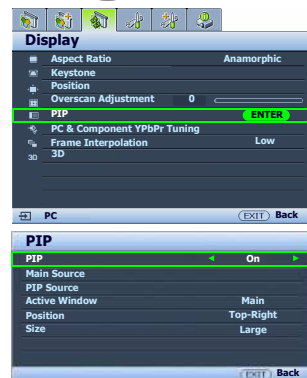 Display
Aspect Ratio Anamorphic
Keystone
Position
Overscan Adjustment 0
PIP ENTER
PC & Component YPbPr Tuning
Frame Interpolation Low
3D 3D
PC EXIT Back
PIP
PIP On
Main Source
PIP Source
Active Window Main
Position Top-Right
Size Large
EXIT Back